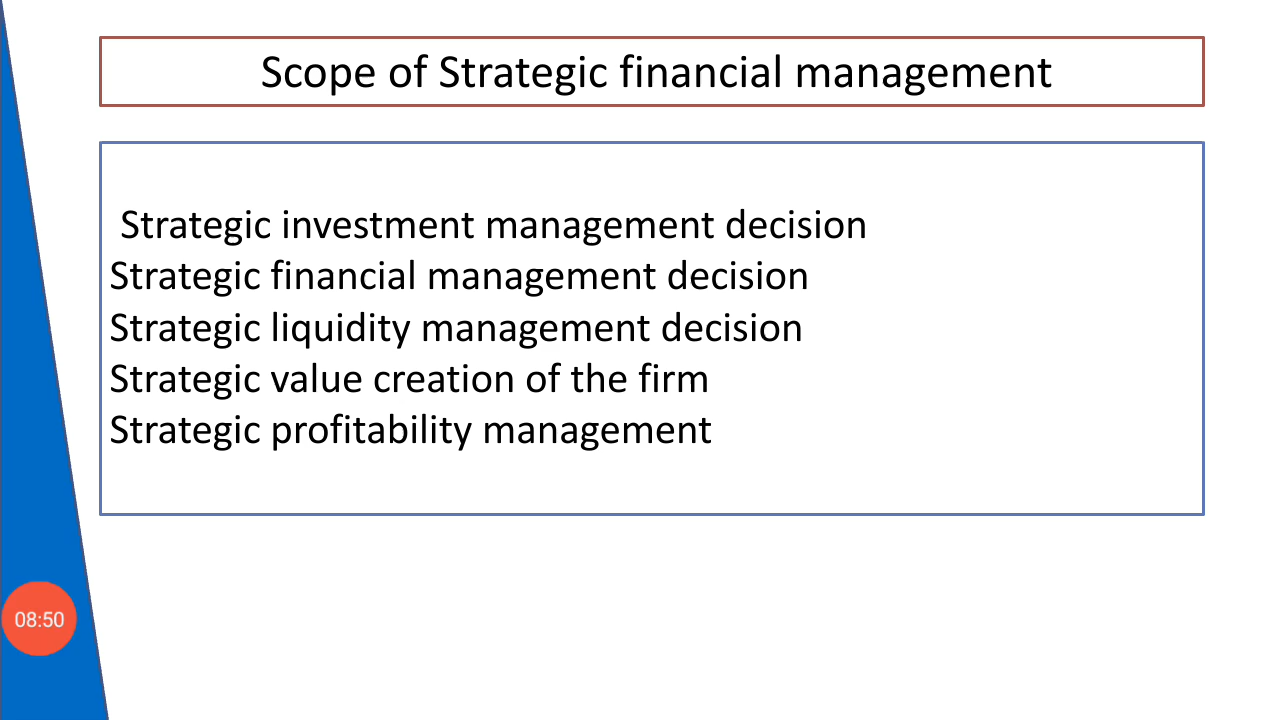 Scope of Strategic financial management
Strategic investment management decision
Strategic financial management decision
Strategic liquidity management decision
Strategic value creation of the firm
Strategic profitability management
08:50